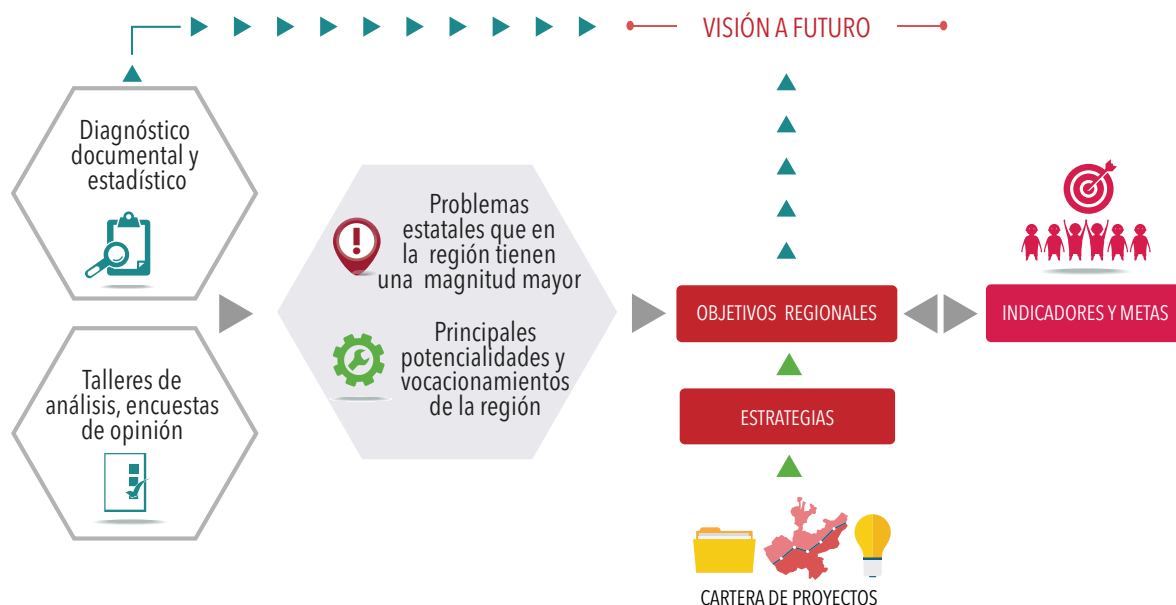 VISIÓN A FUTURO
Diagnóstico
documental y
estadístico
Talleres de
análisis, encuestas
de opinión
Problemas
estatales que en
la región tienen
una magnitud mayor
Principales
potencialidades y
vocacionamientos
de la región
OBJETIVOS REGIONALES
INDICADORES Y METAS
ESTRATEGIAS
CARTERA DE PROYECTOS